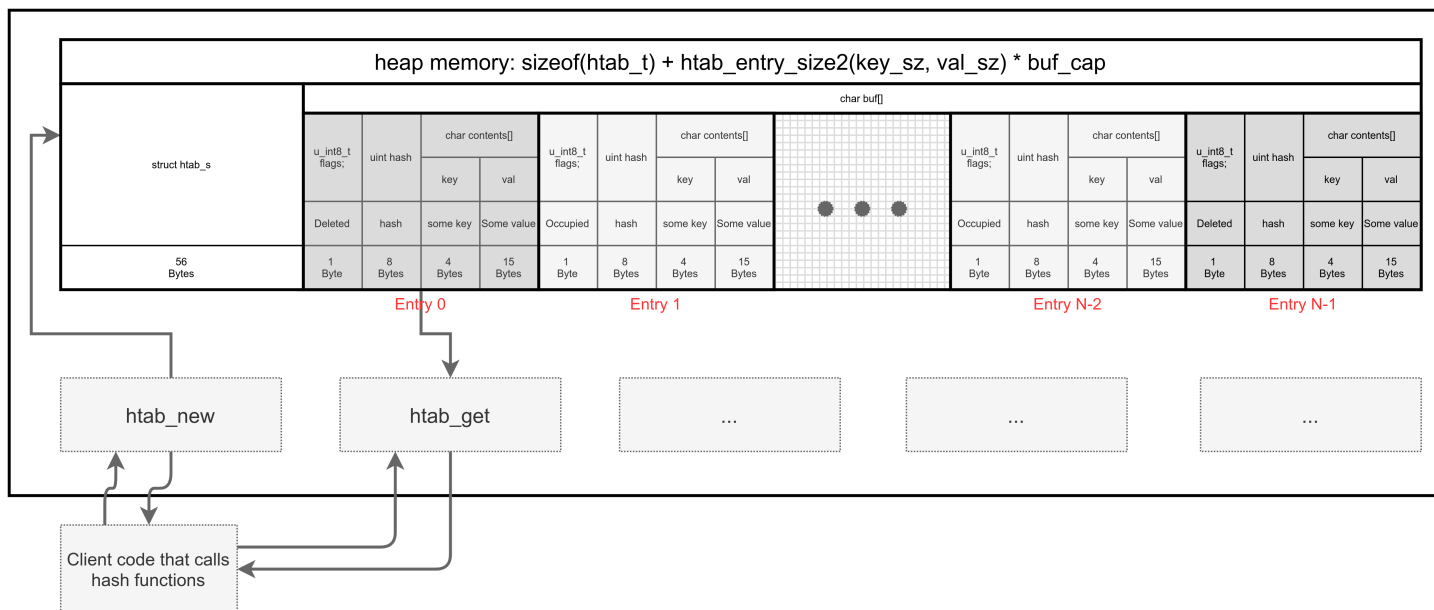 heap memory: sizeof(htab_t) + htab_entry_size2(key_sz, val_sz) * buf_cap
struct htab_s
56
Bytes
char buf[]
u_int8_t
flags;
uint hash
char contents[]
key
val
Deleted
hash
some key
Some value
1
Byte
8
Bytes
4
Bytes
15
Bytes
Entry 0
u_int8_t
flags;
uint hash
char contents[]
key
val
Occupied
hash
some key
Some value
1
Byte
8
Bytes
4
Bytes
15
Bytes
Entry 1
u_int8_t
flags;
uint hash
char contents[]
key
val
Occupied
hash
some key
Some value
1
Byte
8
Bytes
4
Bytes
15
Bytes
Entry N-2
u_int8_t
flags;
uint hash
char contents[]
key
val
Deleted
hash
some key
Some value
1
Byte
8
Bytes
4
Bytes
15
Bytes
Entry N-1
htab_new
htab_get
...
...
...
Client code that calls
hash functions